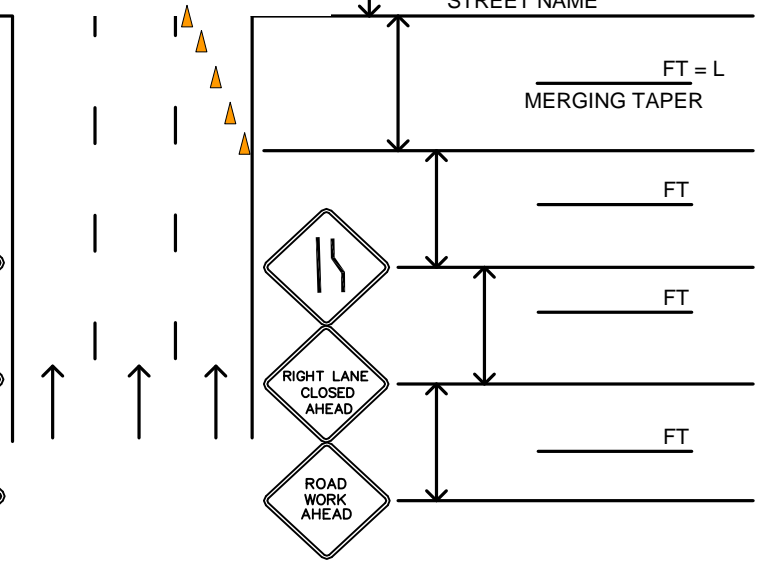 STREET NAME
FT = L
MERGING TAPER
FT
FT
RIGHT LANE
CLOSED
AHEAD
FT
ROAD
WORK
AHEAD